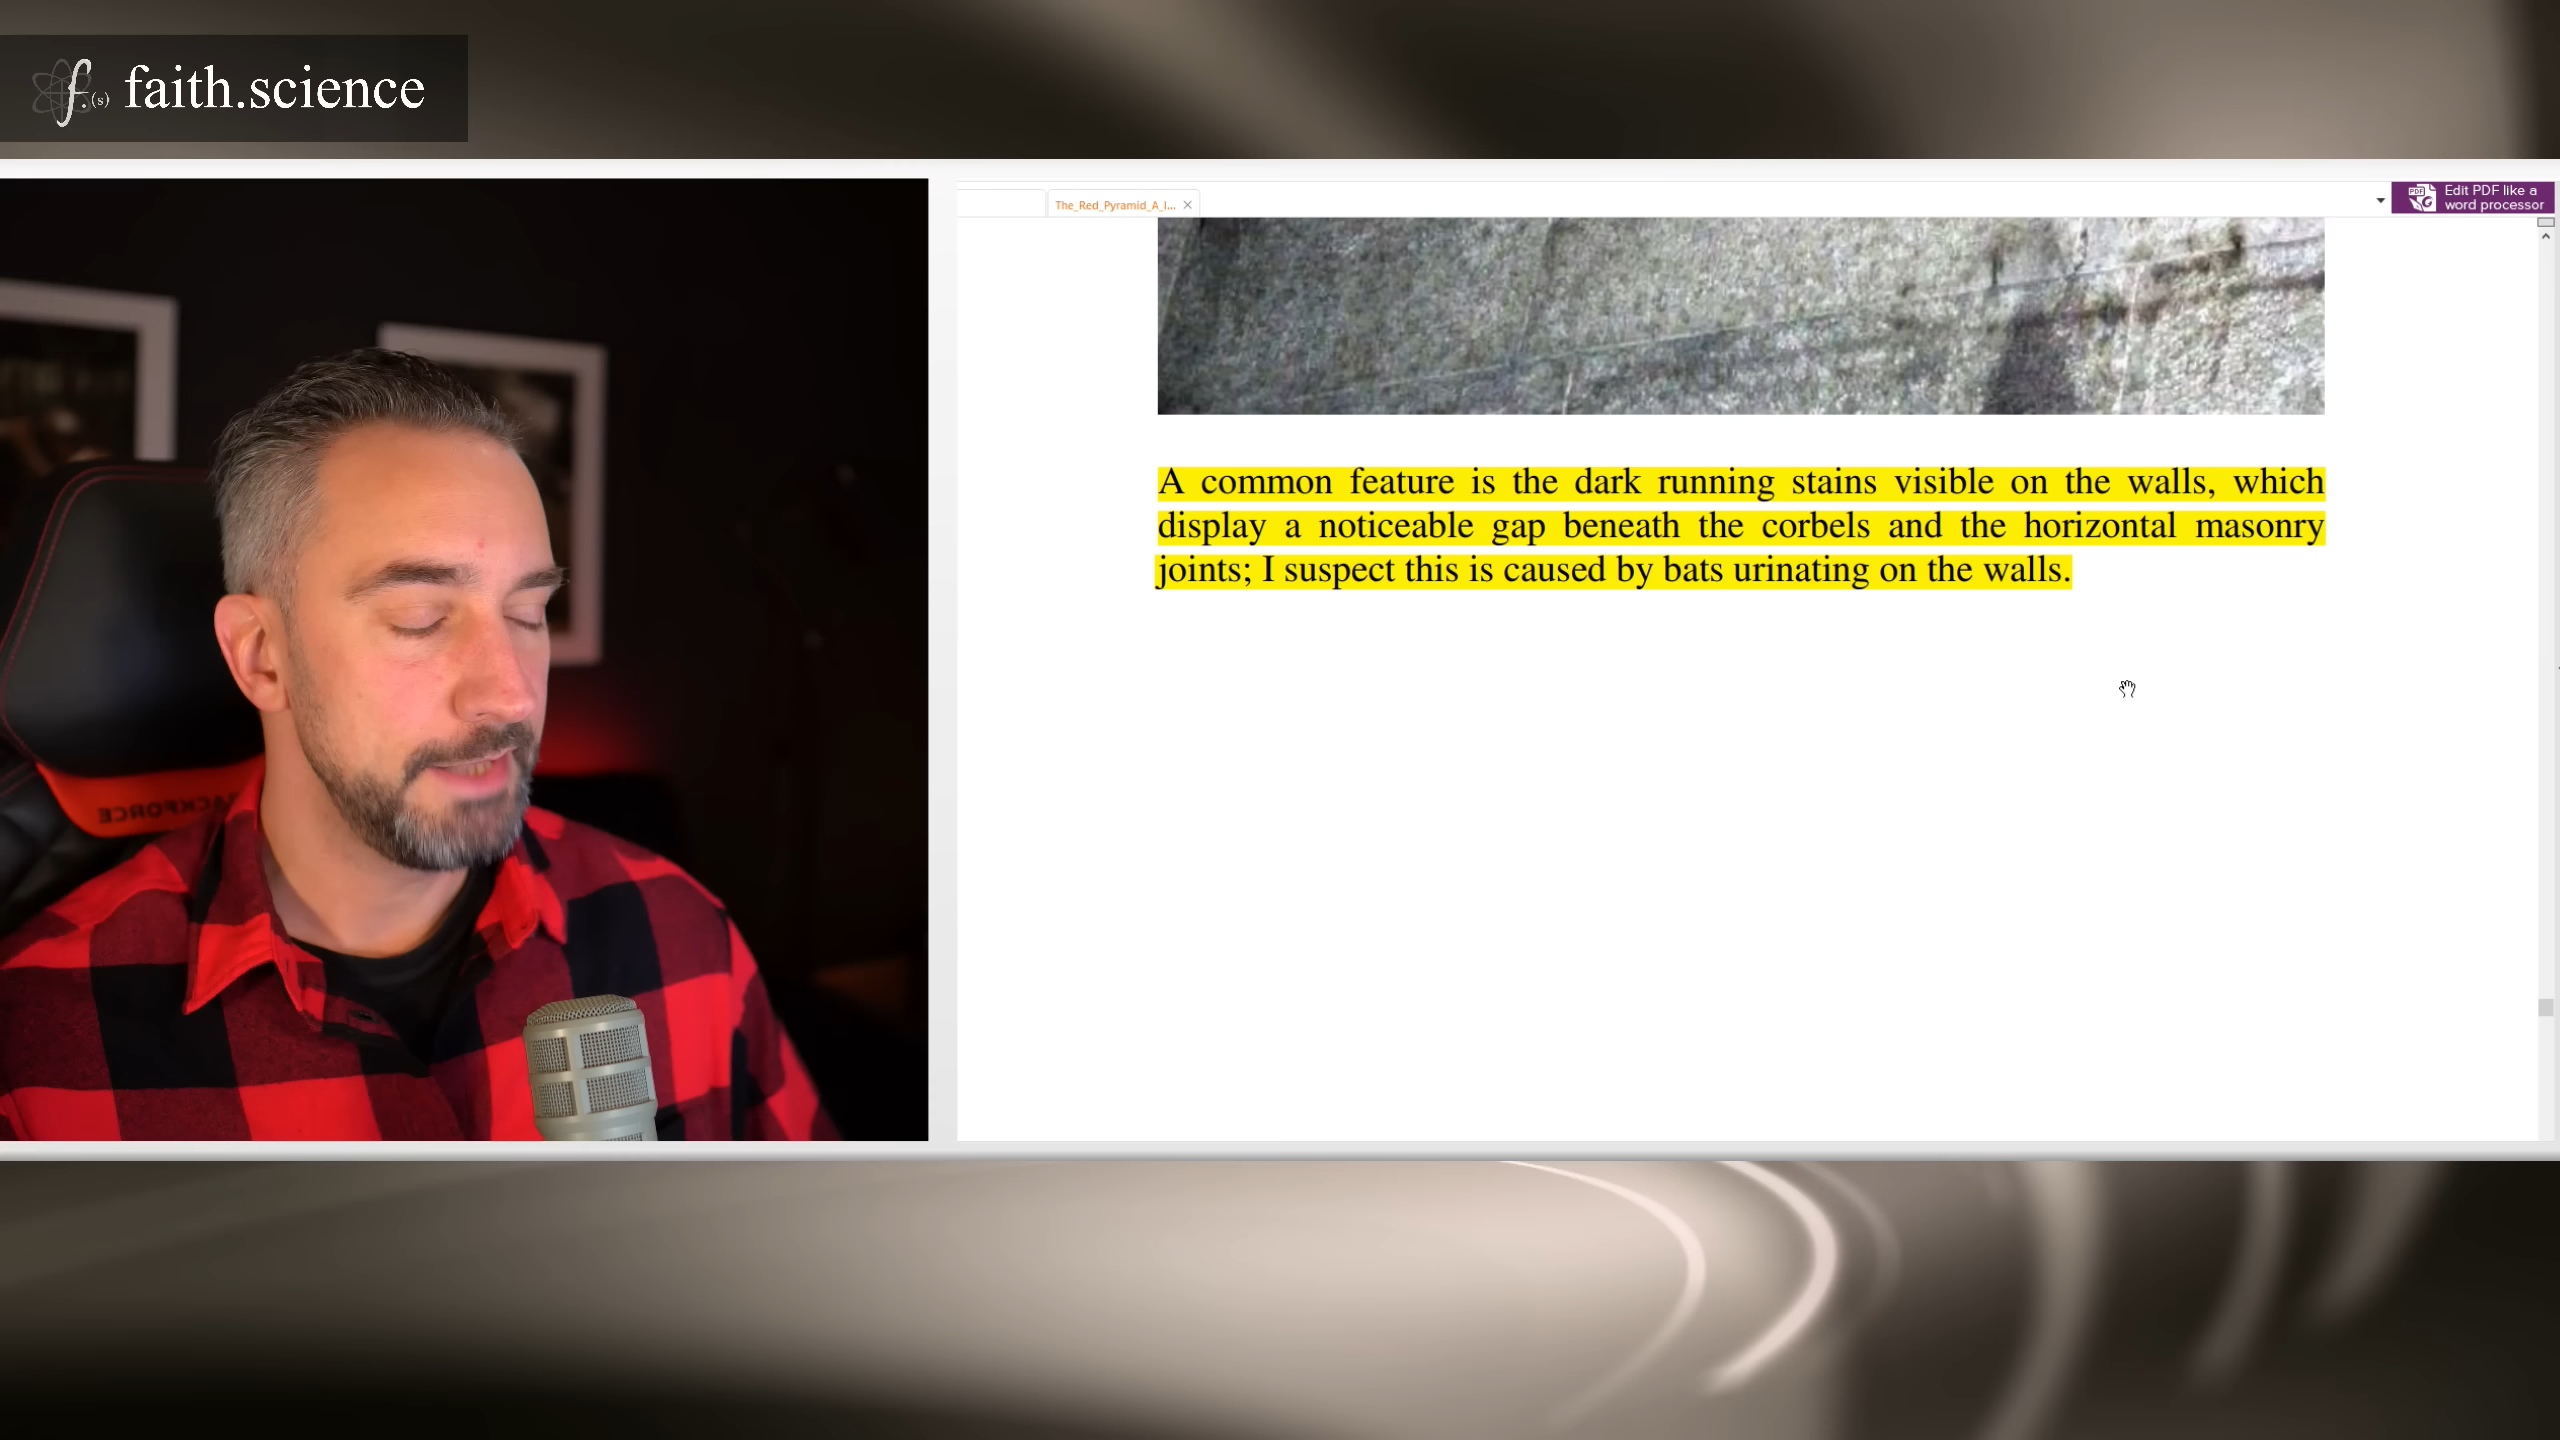 f.(s) faith.science
The_Red_Pyramid_A_I...
Edit PDF like a
word processor
A common feature is the dark running stains visible on the walls, which
display a noticeable gap beneath the corbels and the horizontal masonry
joints; I suspect this is caused by bats urinating on the walls.